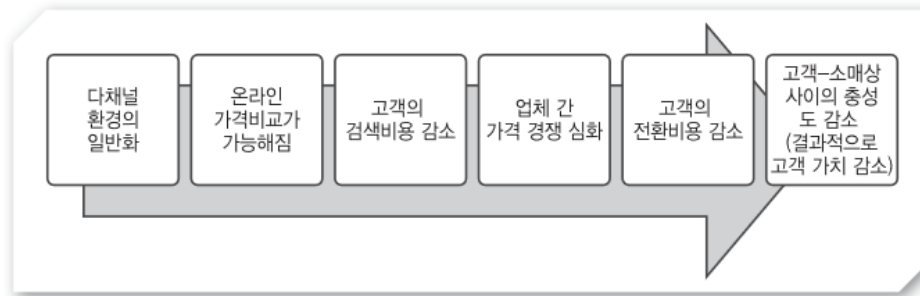 다채널
환경의
일반화
온라인
가격비교가
가능해짐
고객의
검색비용 감소
업체 간
가격 경쟁 심화
고객의
전환비용 감소
고객–소매상
사이의 충성
도 감소
(결과적으로
고객 가치 감소)